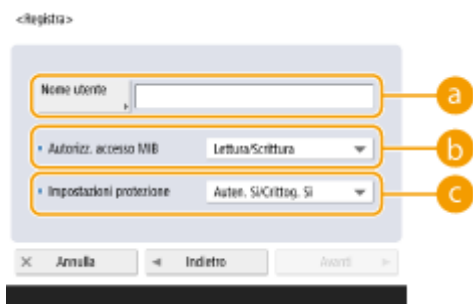 <Registra>
Nome utente
a
Autorizz. accesso MIB
Lettura/Scrittura
b
Impostazioni protezione
Auten. Sì/Crittog. Sì
c
Annulla
Indietro
Avanti